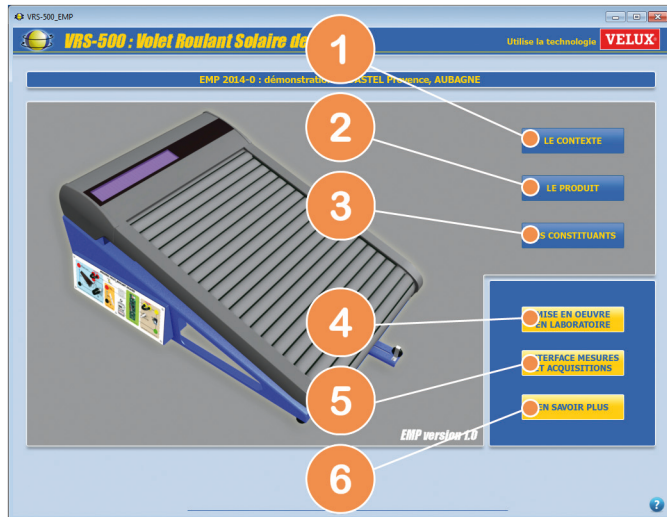 VRS-500_EMP
VRS-500 : Volet Roulant Solaire de
Utilise la technologie VELUX
EMP 2014-0 : démonstration Provence, AUBAGNE
1
LE CONTEXTE
2
LE PRODUIT
3
CONSTITUANTS
4
MISE EN OEUVRE
EN LABORATOIRE
5
INTERFACE MESURES
ET ACQUISITIONS
6
EN SAVOIR PLUS
EMP version 1.0
?